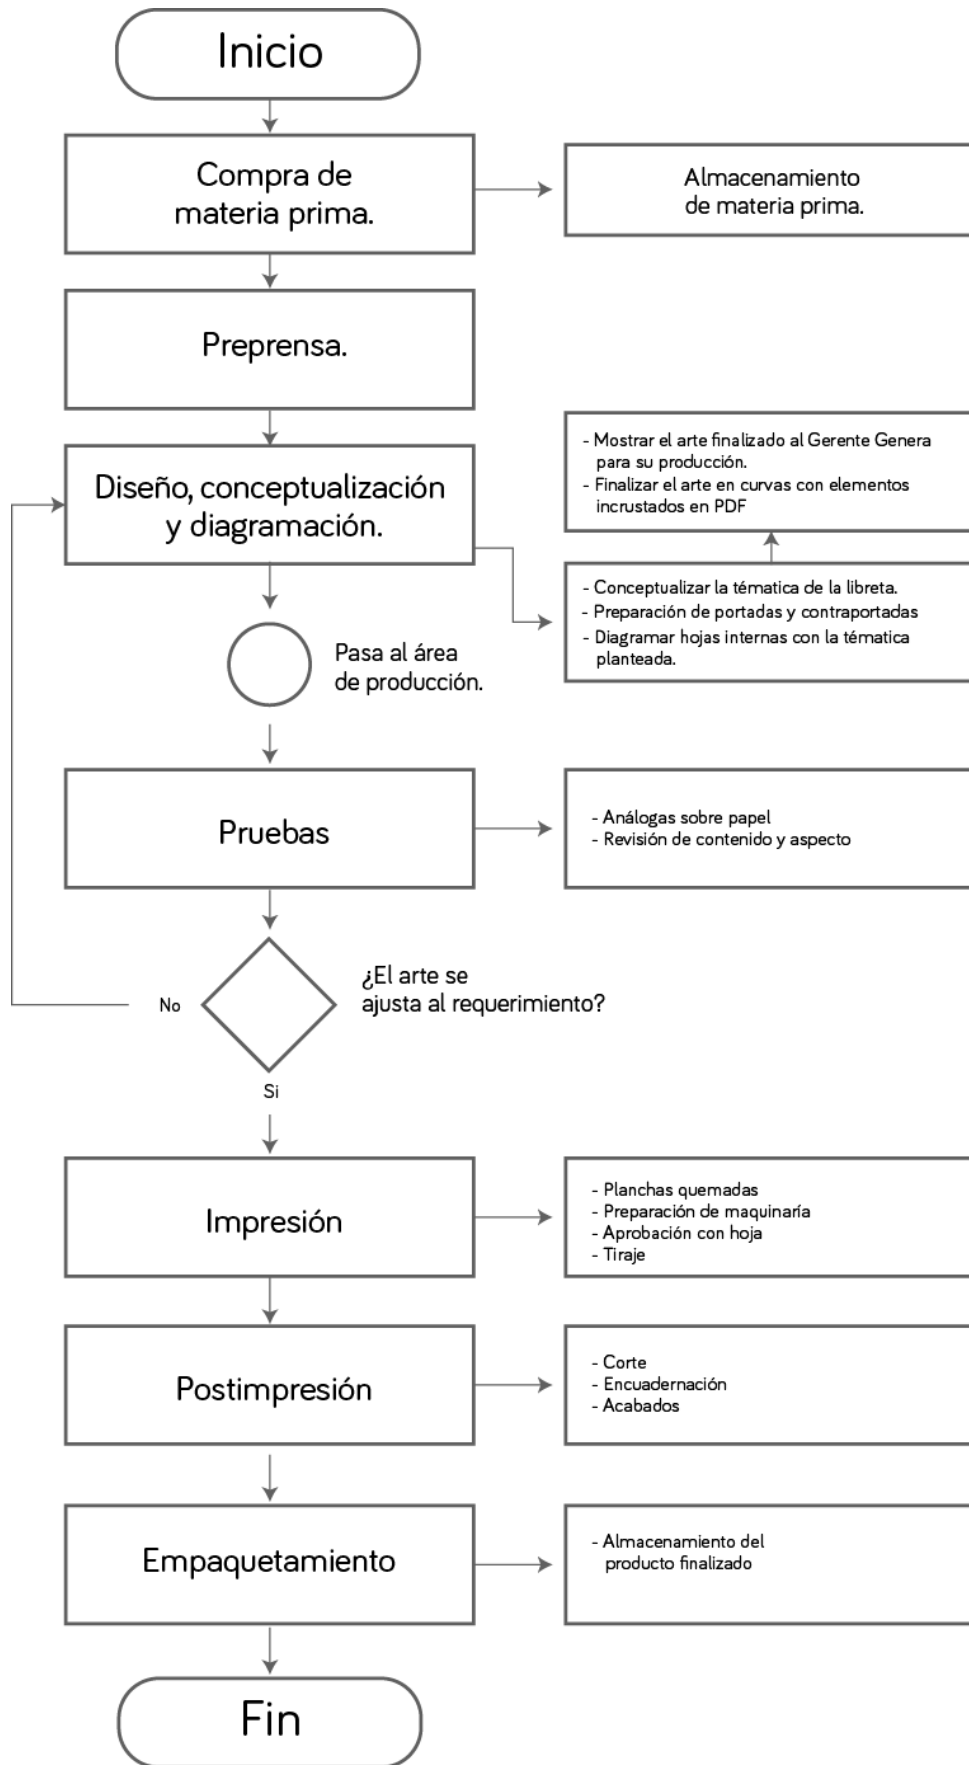 Inicio
Compra de
materia prima.
Almacenamiento
de materia prima.
Preprensa.
Diseño, conceptualización
y diagramación.
- Mostrar el arte finalizado al Gerente Genera
para su producción.
- Finalizar el arte en curvas con elementos
incrustados en PDF
- Conceptualizar la témática de la libreta.
- Preparación de portadas y contraportadas
- Diagramar hojas internas con la témática
planteada.
Pasa al área
de producción.
Pruebas
- Análogas sobre papel
- Revisión de contenido y aspecto
¿El arte se
ajusta al requerimiento?
No
Si
Impresión
- Planchas quemadas
- Preparación de maquinaría
- Aprobación con hoja
- Tiraje
Postimpresión
- Corte
- Encuadernación
- Acabados
Empaquetamiento
- Almacenamiento del
producto finalizado
Fin